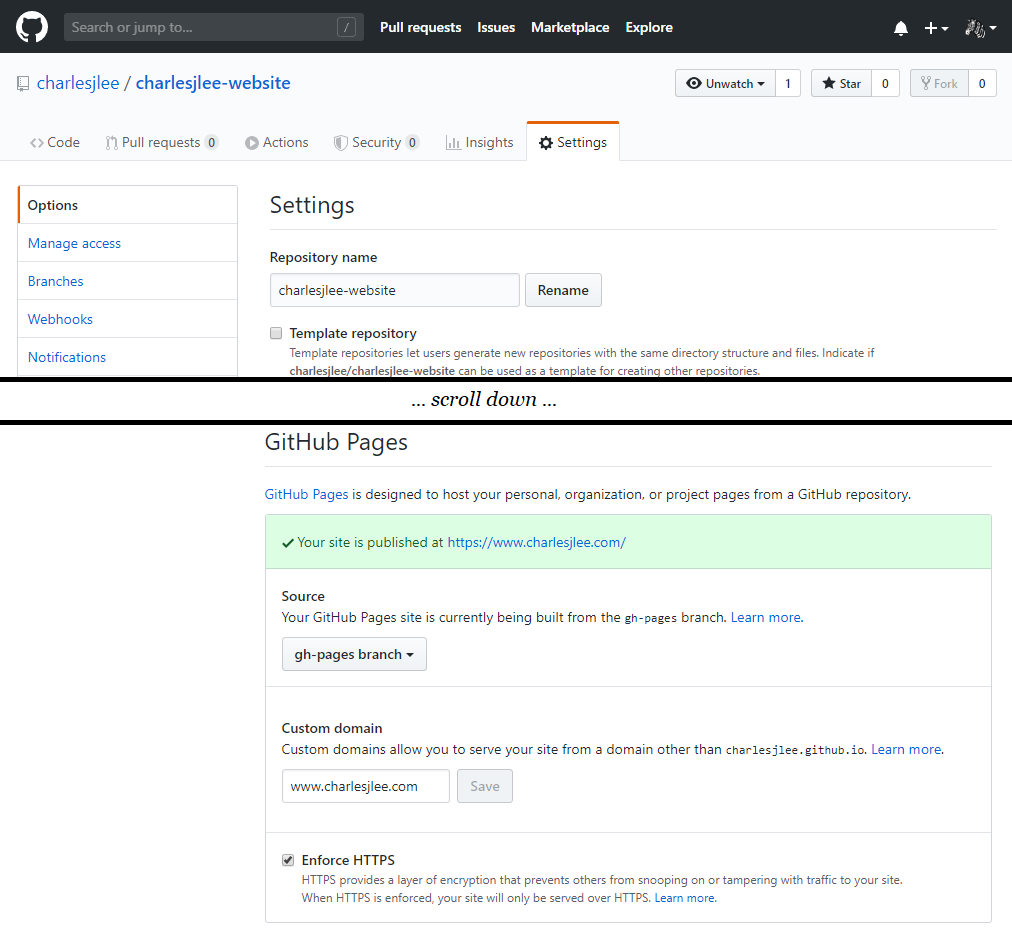 Search or jump to... / Pull requests Issues Marketplace Explore
charlesjlee / charlesjlee-website Unwatch 1 Star 0 Fork 0
Code Pull requests 0 Actions Security 0 Insights Settings
Options
Manage access
Branches
Webhooks
Notifications
Settings
Repository name
charlesjlee-website Rename
Template repository
Template repositories let users generate new repositories with the same directory structure and files. Indicate if
charlesjlee/charlesjlee-website can be used as a template for creating other repositories.
... scroll down ...
GitHub Pages
GitHub Pages is designed to host your personal, organization, or project pages from a GitHub repository.
Your site is published at https://www.charlesjlee.com/
Source
Your GitHub Pages site is currently being built from the gh-pages branch. Learn more.
gh-pages branch
Custom domain
Custom domains allow you to serve your site from a domain other than charlesjlee.github.io. Learn more.
www.charlesjlee.com Save
Enforce HTTPS
HTTPS provides a layer of encryption that prevents others from snooping on or tampering with traffic to your site.
When HTTPS is enforced, your site will only be served over HTTPS. Learn more.